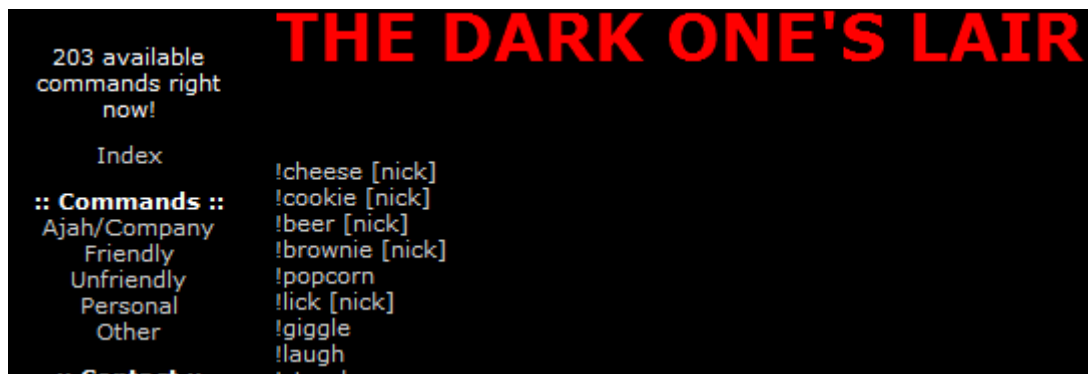 THE DARK ONE'S LAIR
203 available
commands right
now!
Index
:: Commands ::
Ajah/Company
Friendly
Unfriendly
Personal
Other
!cheese [nick]
!cookie [nick]
!beer [nick]
!brownie [nick]
!popcorn
!lick [nick]
!giggle
!laugh